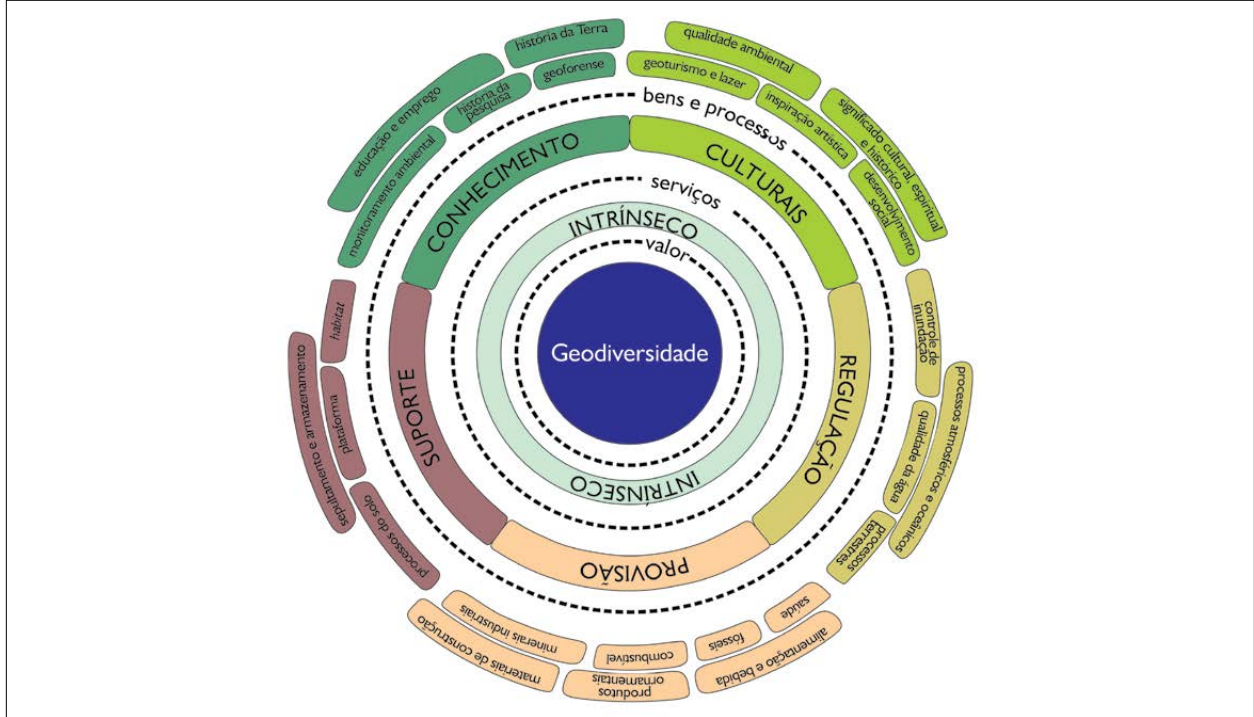 história da Terra
geoforense
educação e emprego
história da
pesquisa
monitoramento ambiental
qualidade ambiental
geoturismo e lazer
inspiração artística
significado cultural, espiritual
e histórico
desenvolvimento
social
bens e processos
CONHECIMENTO
CULTURAIS
serviços
INTRÍNSECO
valor
Geodiversidade
INTRÍNSECO
SUPORTE
REGULAÇÃO
PROVISÃO
habitat
plataforma
sepultamento e armazenamento
processos do solo
controle de
inundação
qualidade da água
processos atmosféricos e oceânicos
processos
terrestres
saúde
fósseis
alimentação e bebida
combustível
produtos
ornamentais
minerais industriais
materiais de construção